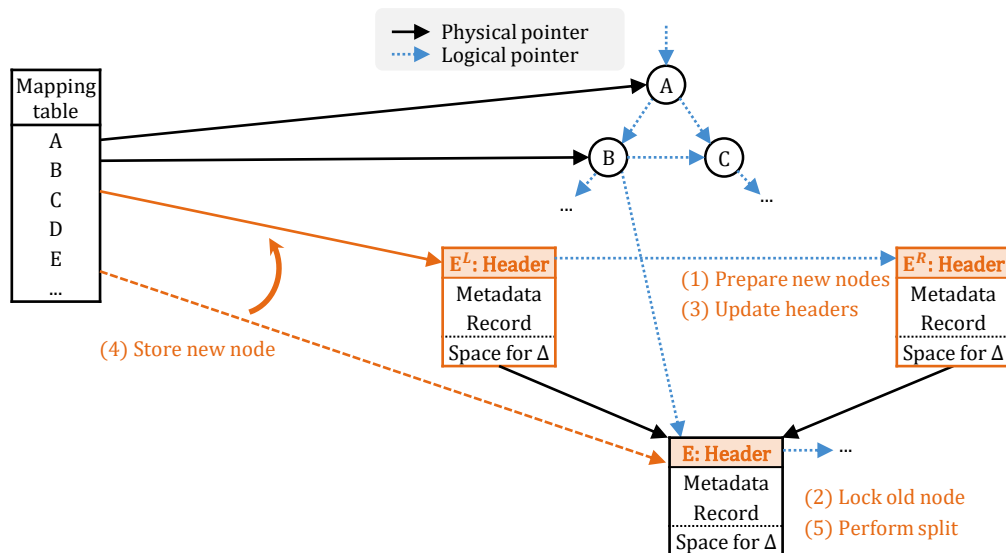 Physical pointer
Logical pointer
Mapping
table
A
B
C
D
E
...
A
B
C
...
...
E^L: Header
Metadata
Record
Space for Δ
(1) Prepare new nodes
(3) Update headers
E^R: Header
Metadata
Record
Space for Δ
(4) Store new node
E: Header
Metadata
Record
Space for Δ
...
(2) Lock old node
(5) Perform split